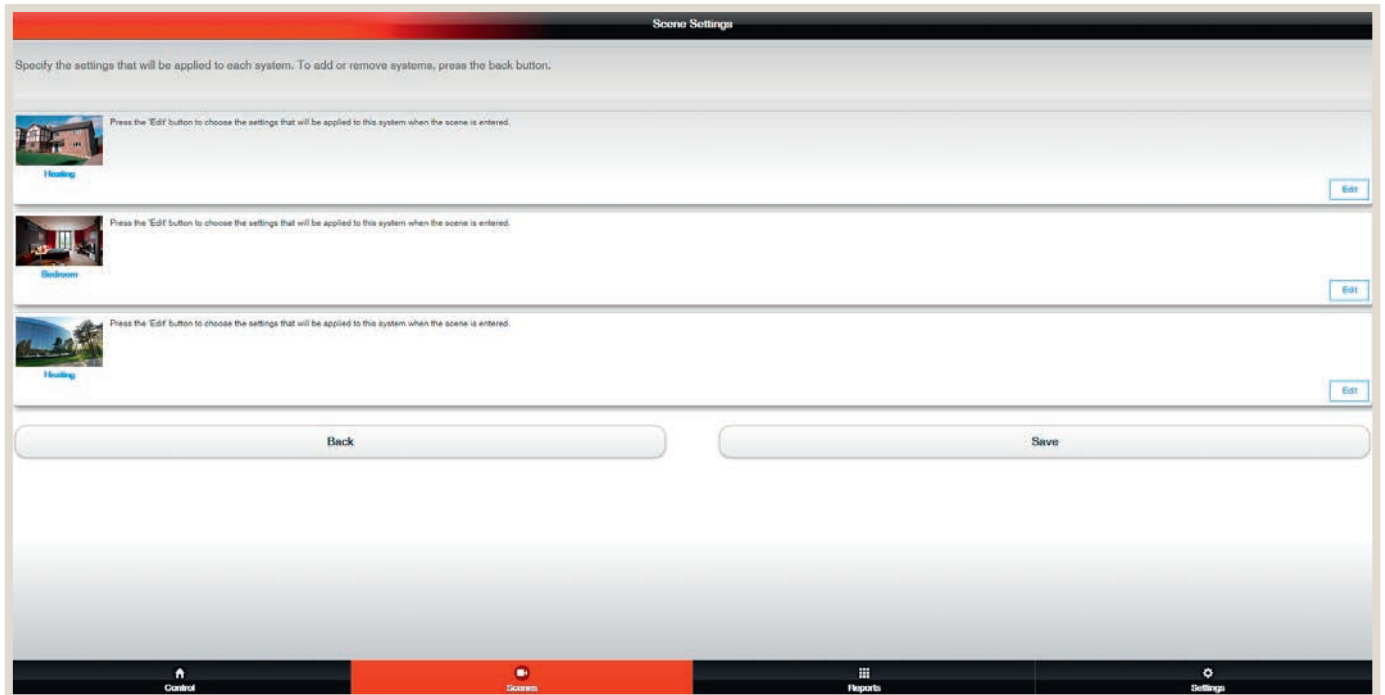 Scene Settings
Specify the settings that will be applied to each system. To add or remove systems, press the back button.
Press the 'Edit' button to choose the settings that will be applied to this system when the scene is entered.
Heating
Edit
Press the 'Edit' button to choose the settings that will be applied to this system when the scene is entered.
Bedroom
Edit
Press the 'Edit' button to choose the settings that will be applied to this system when the scene is entered.
Heating
Edit
Back Save
Control Scenes Reports Settings